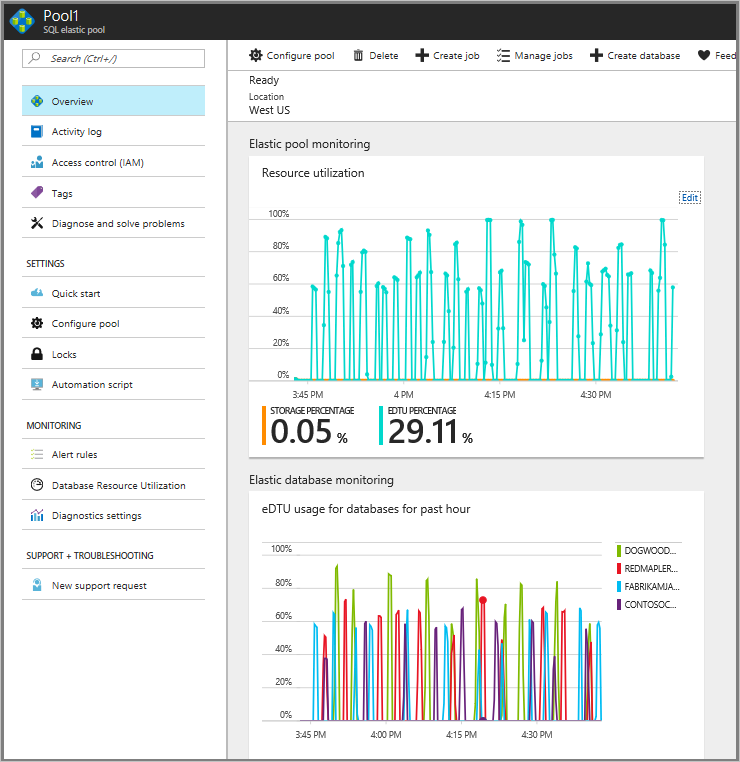 Pool1
SQL elastic pool
Search (Ctrl+/)
Overview
Activity log
Access control (IAM)
Tags
Diagnose and solve problems
SETTINGS
Quick start
Configure pool
Locks
Automation script
MONITORING
Alert rules
Database Resource Utilization
Diagnostics settings
SUPPORT + TROUBLESHOOTING
New support request
Configure pool Delete Create job Manage jobs Create database Feed
Ready
Location
West US
Elastic pool monitoring
Resource utilization
Edit
100%
80%
60%
40%
20%
0%
3:45 PM 4 PM 4:15 PM 4:30 PM
STORAGE PERCENTAGE EDTU PERCENTAGE
0.05 % 29.11 %
Elastic database monitoring
eDTU usage for databases for past hour
100%
80%
60%
40%
20%
0%
3:45 PM 4:00 PM 4:15 PM 4:30 PM
DOGWOOD...
REDMAPLER...
FABRIKAMJA...
CONTOSOC...